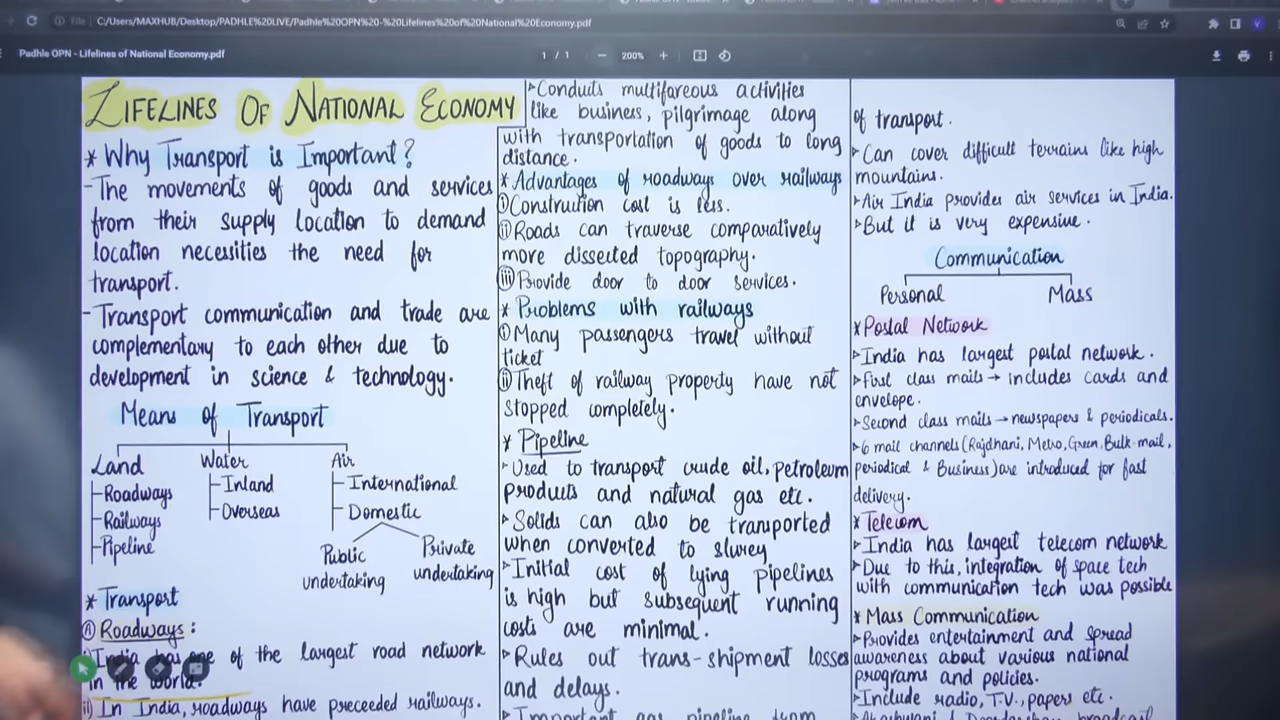 File C:/Users/MAXHUB/Desktop/PADHLE%20LIVE/Padhle%20OPN%20-%20Lifelines%20of%20National%20Economy.pdf
Padhle OPN - Lifelines of National Economy.pdf
1 / 1
200%
LIFELINES OF NATIONAL ECONOMY
* Why Transport is Important?
- The movements of goods and services
from their supply location to demand
location necessities the need for
transport.
- Transport communication and trade are
complementary to each other due to
development in science & technology.
Means of Transport
Land Water Air
Roadways Inland International
Railways Overseas Domestic
Pipeline
Public undertaking
Private undertaking
* Transport
(A) Roadways :
i) India has one of the largest road network
in the world.
ii) In India, roadways have preceeded railways.
Conducts multifareous activities
like business, pilgrimage along
with transportation of goods to long
distance.
* Advantages of roadways over railways
(i) Construction cost is less.
(ii) Roads can traverse comparatively
more dissected topography.
(iii) Provide door to door services.
* Problems with railways
(i) Many passengers travel without
ticket
(ii) Theft of railway property have not
stopped completely.
* Pipeline
Used to transport crude oil, petroleum
products and natural gas etc.
Solids can also be transported
when converted to slurry
Initial cost of lying pipelines
is high but subsequent running
costs are minimal.
Rules out trans-shipment losses
and delays.
Important gas pipeline from
of transport.
Can cover difficult terrains like high
mountains.
Air India provides air services in India.
But it is very expensive.
Communication
Personal Mass
* Postal Network
India has largest postal network.
First class mails → includes cards and
envelope.
Second class mails → newspapers & periodicals.
6 mail channels (Rajdhani, Metro, Green, Bulk mail,
periodical & Business) are introduced for fast
delivery.
* Telecom
India has largest telecom network
Due to this, integration of space tech
with communication tech was possible
* Mass Communication
Provides entertainment and spread
awareness about various national
programs and policies.
Include radio, T.V., papers etc.